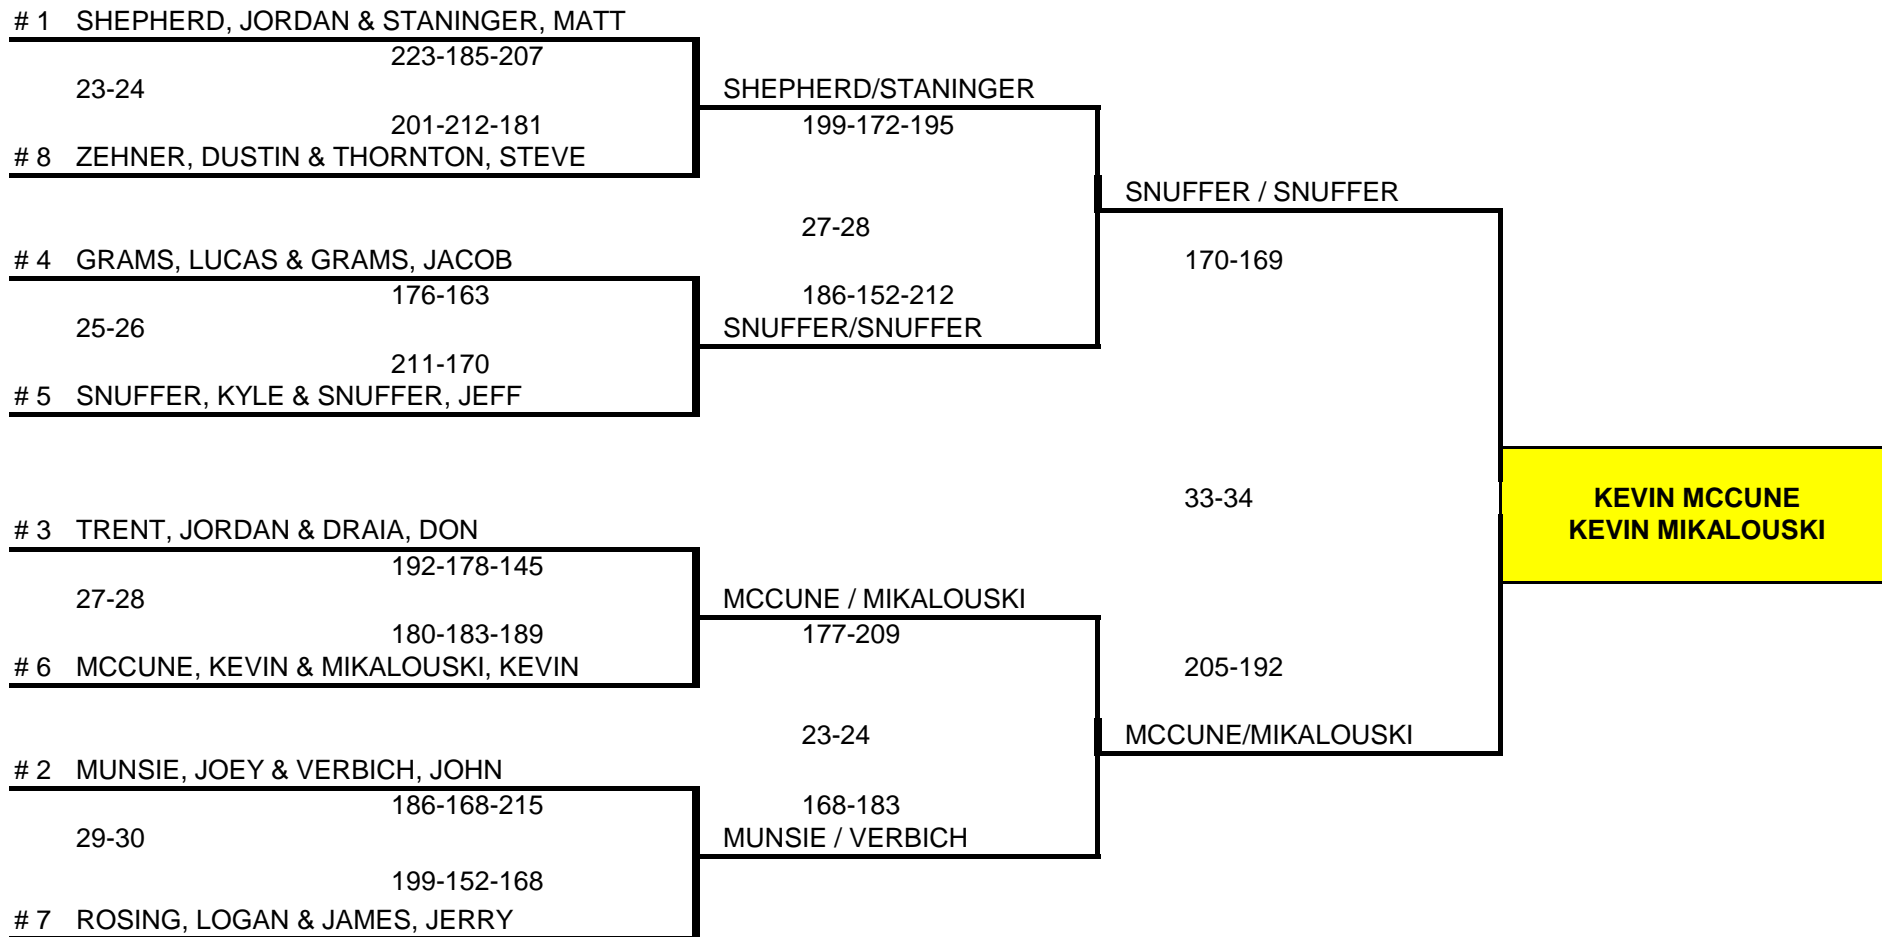 # 1 SHEPHERD, JORDAN & STANINGER, MATT
223-185-207
23-24
201-212-181
# 8 ZEHNER, DUSTIN & THORNTON, STEVE
# 4 GRAMS, LUCAS & GRAMS, JACOB
176-163
25-26
211-170
# 5 SNUFFER, KYLE & SNUFFER, JEFF
# 3 TRENT, JORDAN & DRAIA, DON
192-178-145
27-28
180-183-189
# 6 MCCUNE, KEVIN & MIKALOUSKI, KEVIN
# 2 MUNSIE, JOEY & VERBICH, JOHN
186-168-215
29-30
199-152-168
# 7 ROSING, LOGAN & JAMES, JERRY
SHEPHERD/STANINGER
199-172-195
27-28
186-152-212
SNUFFER/SNUFFER
MCCUNE / MIKALOUSKI
177-209
23-24
168-183
MUNSIE / VERBICH
SNUFFER / SNUFFER
170-169
33-34
205-192
MCCUNE/MIKALOUSKI
KEVIN MCCUNE
KEVIN MIKALOUSKI